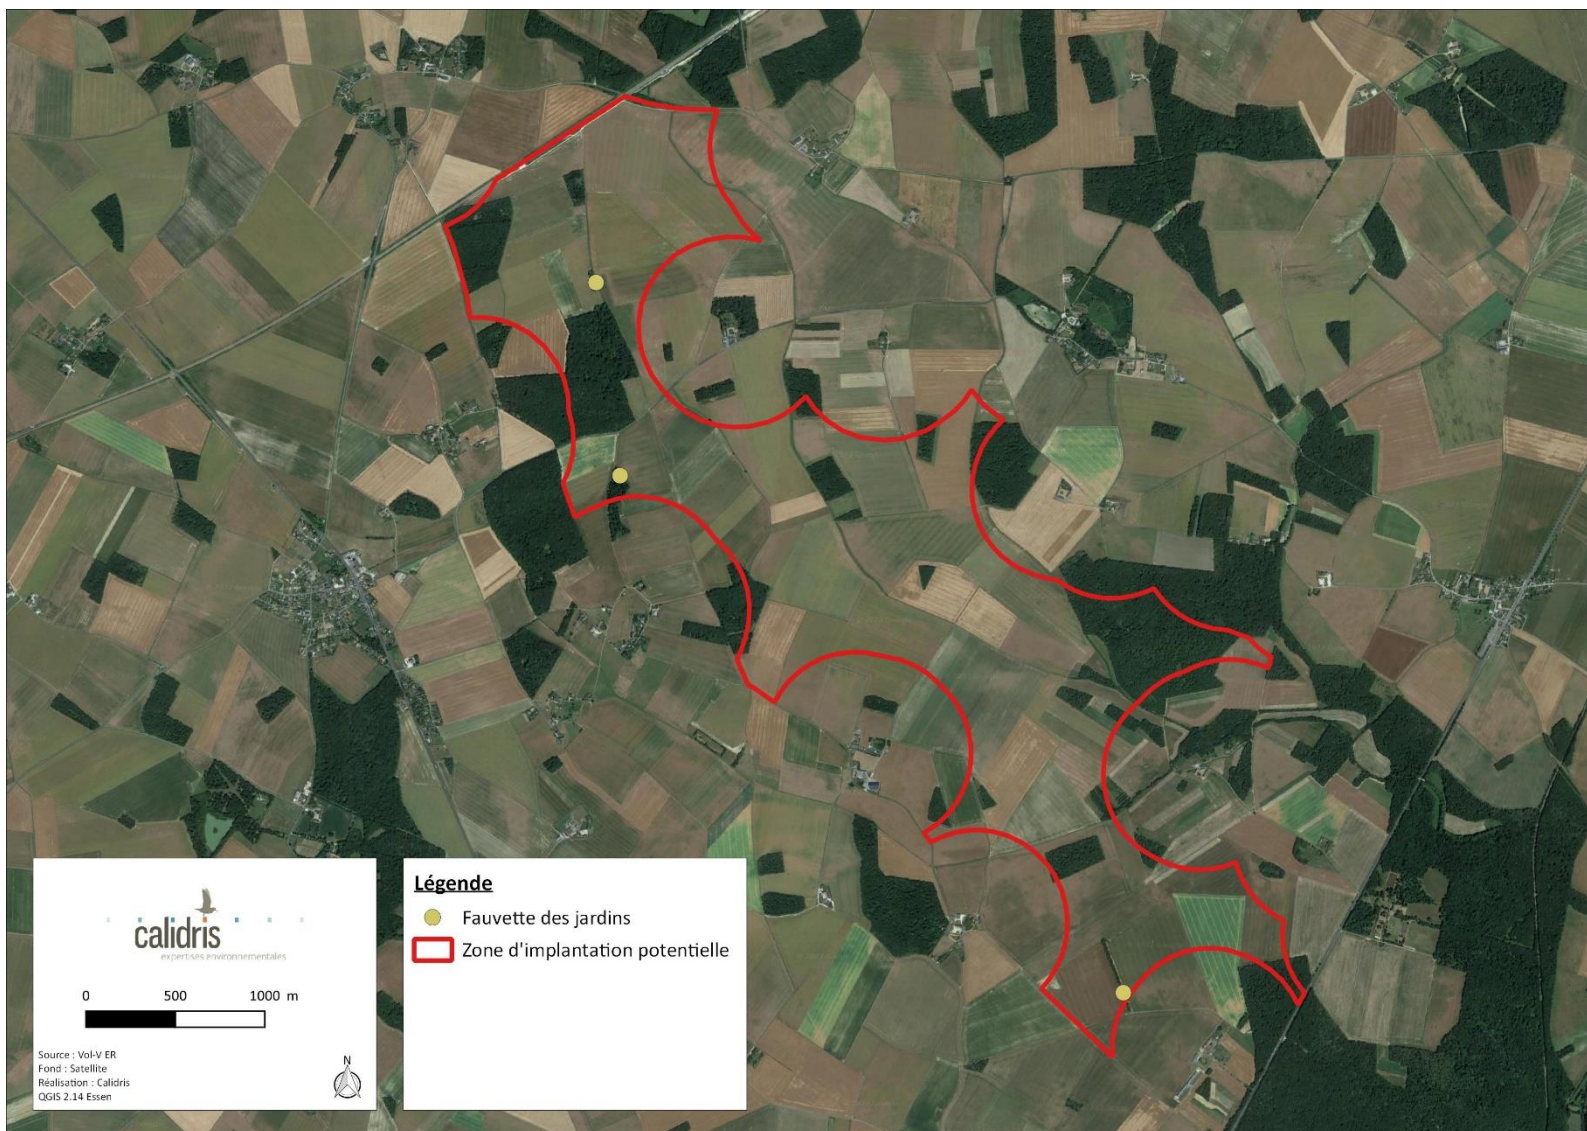 calidris
expertises environnementales
0 500 1000 m
Source : Vol-V ER
Fond : Satellite
Réalisation : Calidris
QGIS 2.14 Essen
N
Légende
Fauvette des jardins
Zone d'implantation potentielle